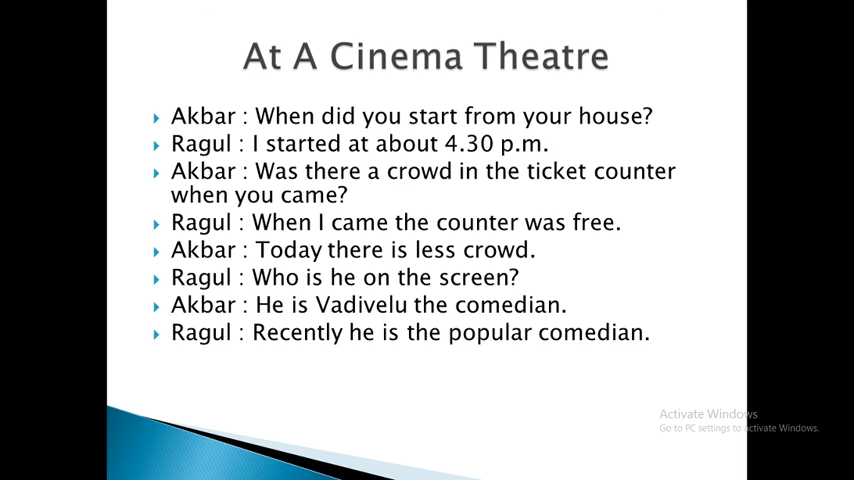 At A Cinema Theatre
Akbar : When did you start from your house?
Ragul : I started at about 4.30 p.m.
Akbar : Was there a crowd in the ticket counter
when you came?
Ragul : When I came the counter was free.
Akbar : Today there is less crowd.
Ragul : Who is he on the screen?
Akbar : He is Vadivelu the comedian.
Ragul : Recently he is the popular comedian.
Activate Windows
Go to PC settings to activate Windows.